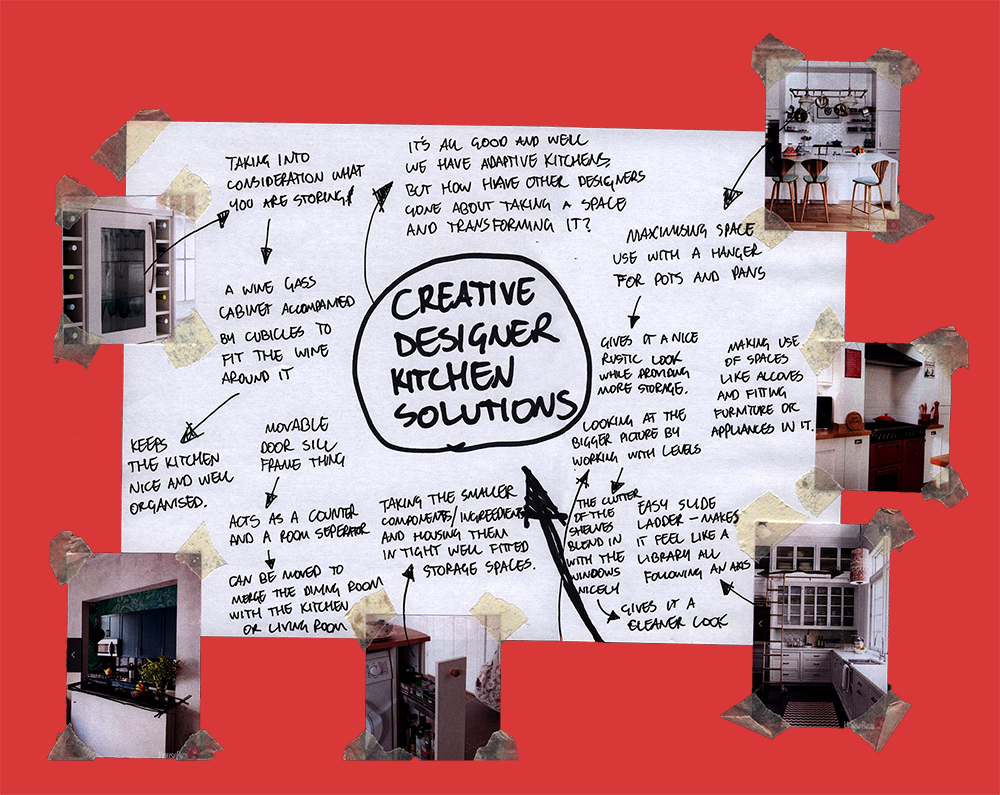 IT'S ALL GOOD AND WELL
WE HAVE ADAPTIVE KITCHENS
BUT HOW HAVE OTHER DESIGNERS
GONE ABOUT TAKING A SPACE
AND TRANSFORMING IT?
TAKING INTO
CONSIDERATION WHAT
YOU ARE STORING
A WINE GASS
CABINET ACCOMPANIED
BY CUBICLES TO
FIT THE WINE
AROUND IT
KEEPS
THE KITCHEN
NICE AND WELL
ORGANISED.
CREATIVE
DESIGNER
KITCHEN
SOLUTIONS
MAXIMISING SPACE
USE WITH A HANGER
FOR POTS AND PANS
GIVES IT A NICE
RUSTIC LOOK
WHILE PROVIDING
MORE STORAGE.
MAKING USE
OF SPACES
LIKE ALCOVES
AND FITTING
FURNITURE OR
APPLIANCES IN IT.
LOOKING AT THE
BIGGER PICTURE BY
WORKING WITH LEVELS
MOVABLE
DOOR SILL
FRAME THING
ACTS AS A COUNTER
AND A ROOM SEPERATOR
CAN BE MOVED TO
MERGE THE DINING ROOM
WITH THE KITCHEN
OR LIVING ROOM
TAKING THE SMALLER
COMPONENTS/INGREEDIENTS
AND HOUSING THEM
IN TIGHT WELL FITTED
STORAGE SPACES.
THE CLUTTER
OF THE
SHELVES
BLEND IN
WITH THE
WINDOWS
NICELY
EASY SLIDE
LADDER – MAKES
IT FEEL LIKE A
LIBRARY ALL
FOLLOWING AN AXIS
GIVES IT A
CLEANER LOOK